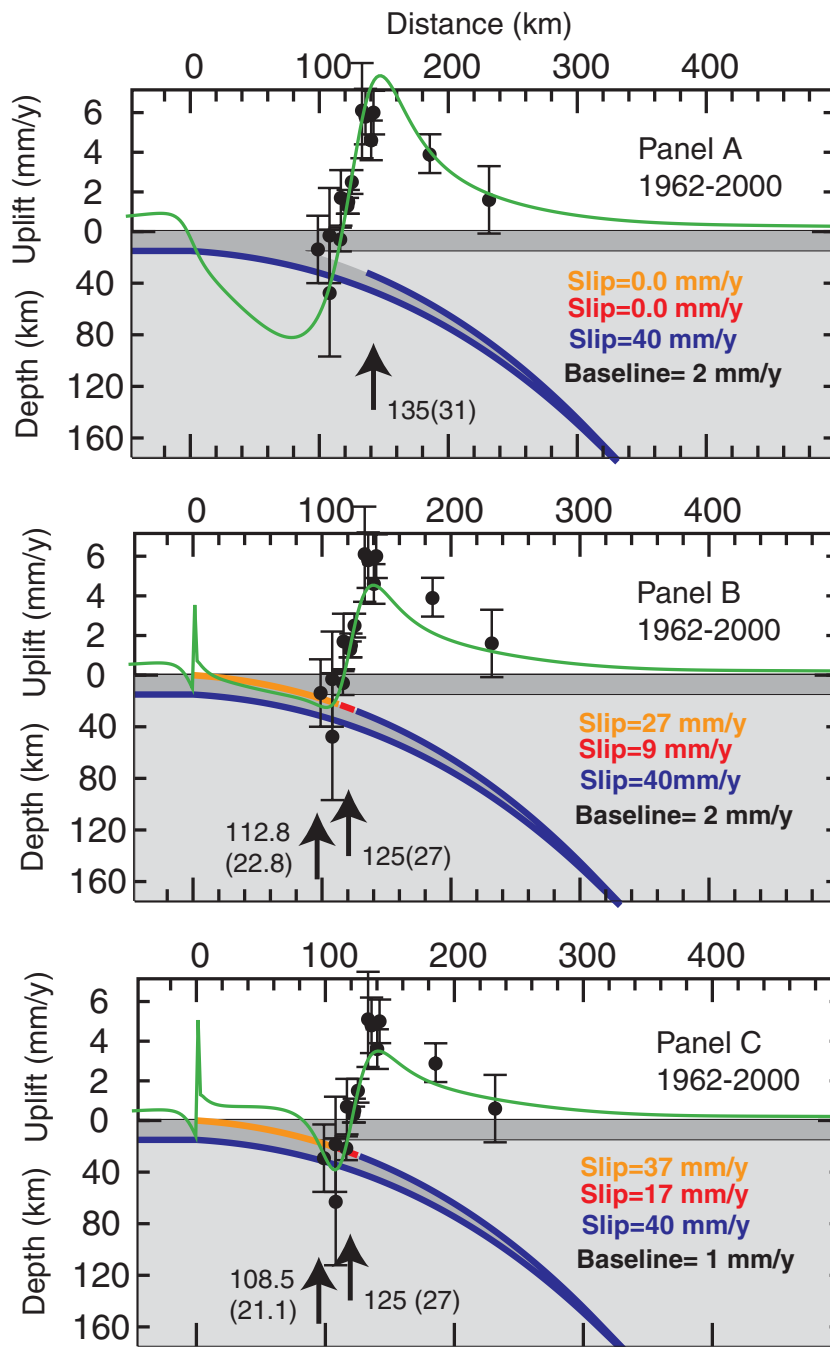 Distance (km)
0 100 200 300 400
Uplift (mm/y)
6
4
2
0
Panel A
1962-2000
Depth (km)
40
80
120
160
Slip=0.0 mm/y
Slip=0.0 mm/y
Slip=40 mm/y
Baseline= 2 mm/y
135(31)
0 100 200 300 400
Uplift (mm/y)
6
4
2
0
Panel B
1962-2000
Depth (km)
40
80
120
160
Slip=27 mm/y
Slip=9 mm/y
Slip=40mm/y
Baseline= 2 mm/y
112.8
(22.8)
125(27)
0 100 200 300 400
Uplift (mm/y)
6
4
2
0
Panel C
1962-2000
Depth (km)
40
80
120
160
Slip=37 mm/y
Slip=17 mm/y
Slip=40 mm/y
Baseline= 1 mm/y
108.5
(21.1)
125 (27)